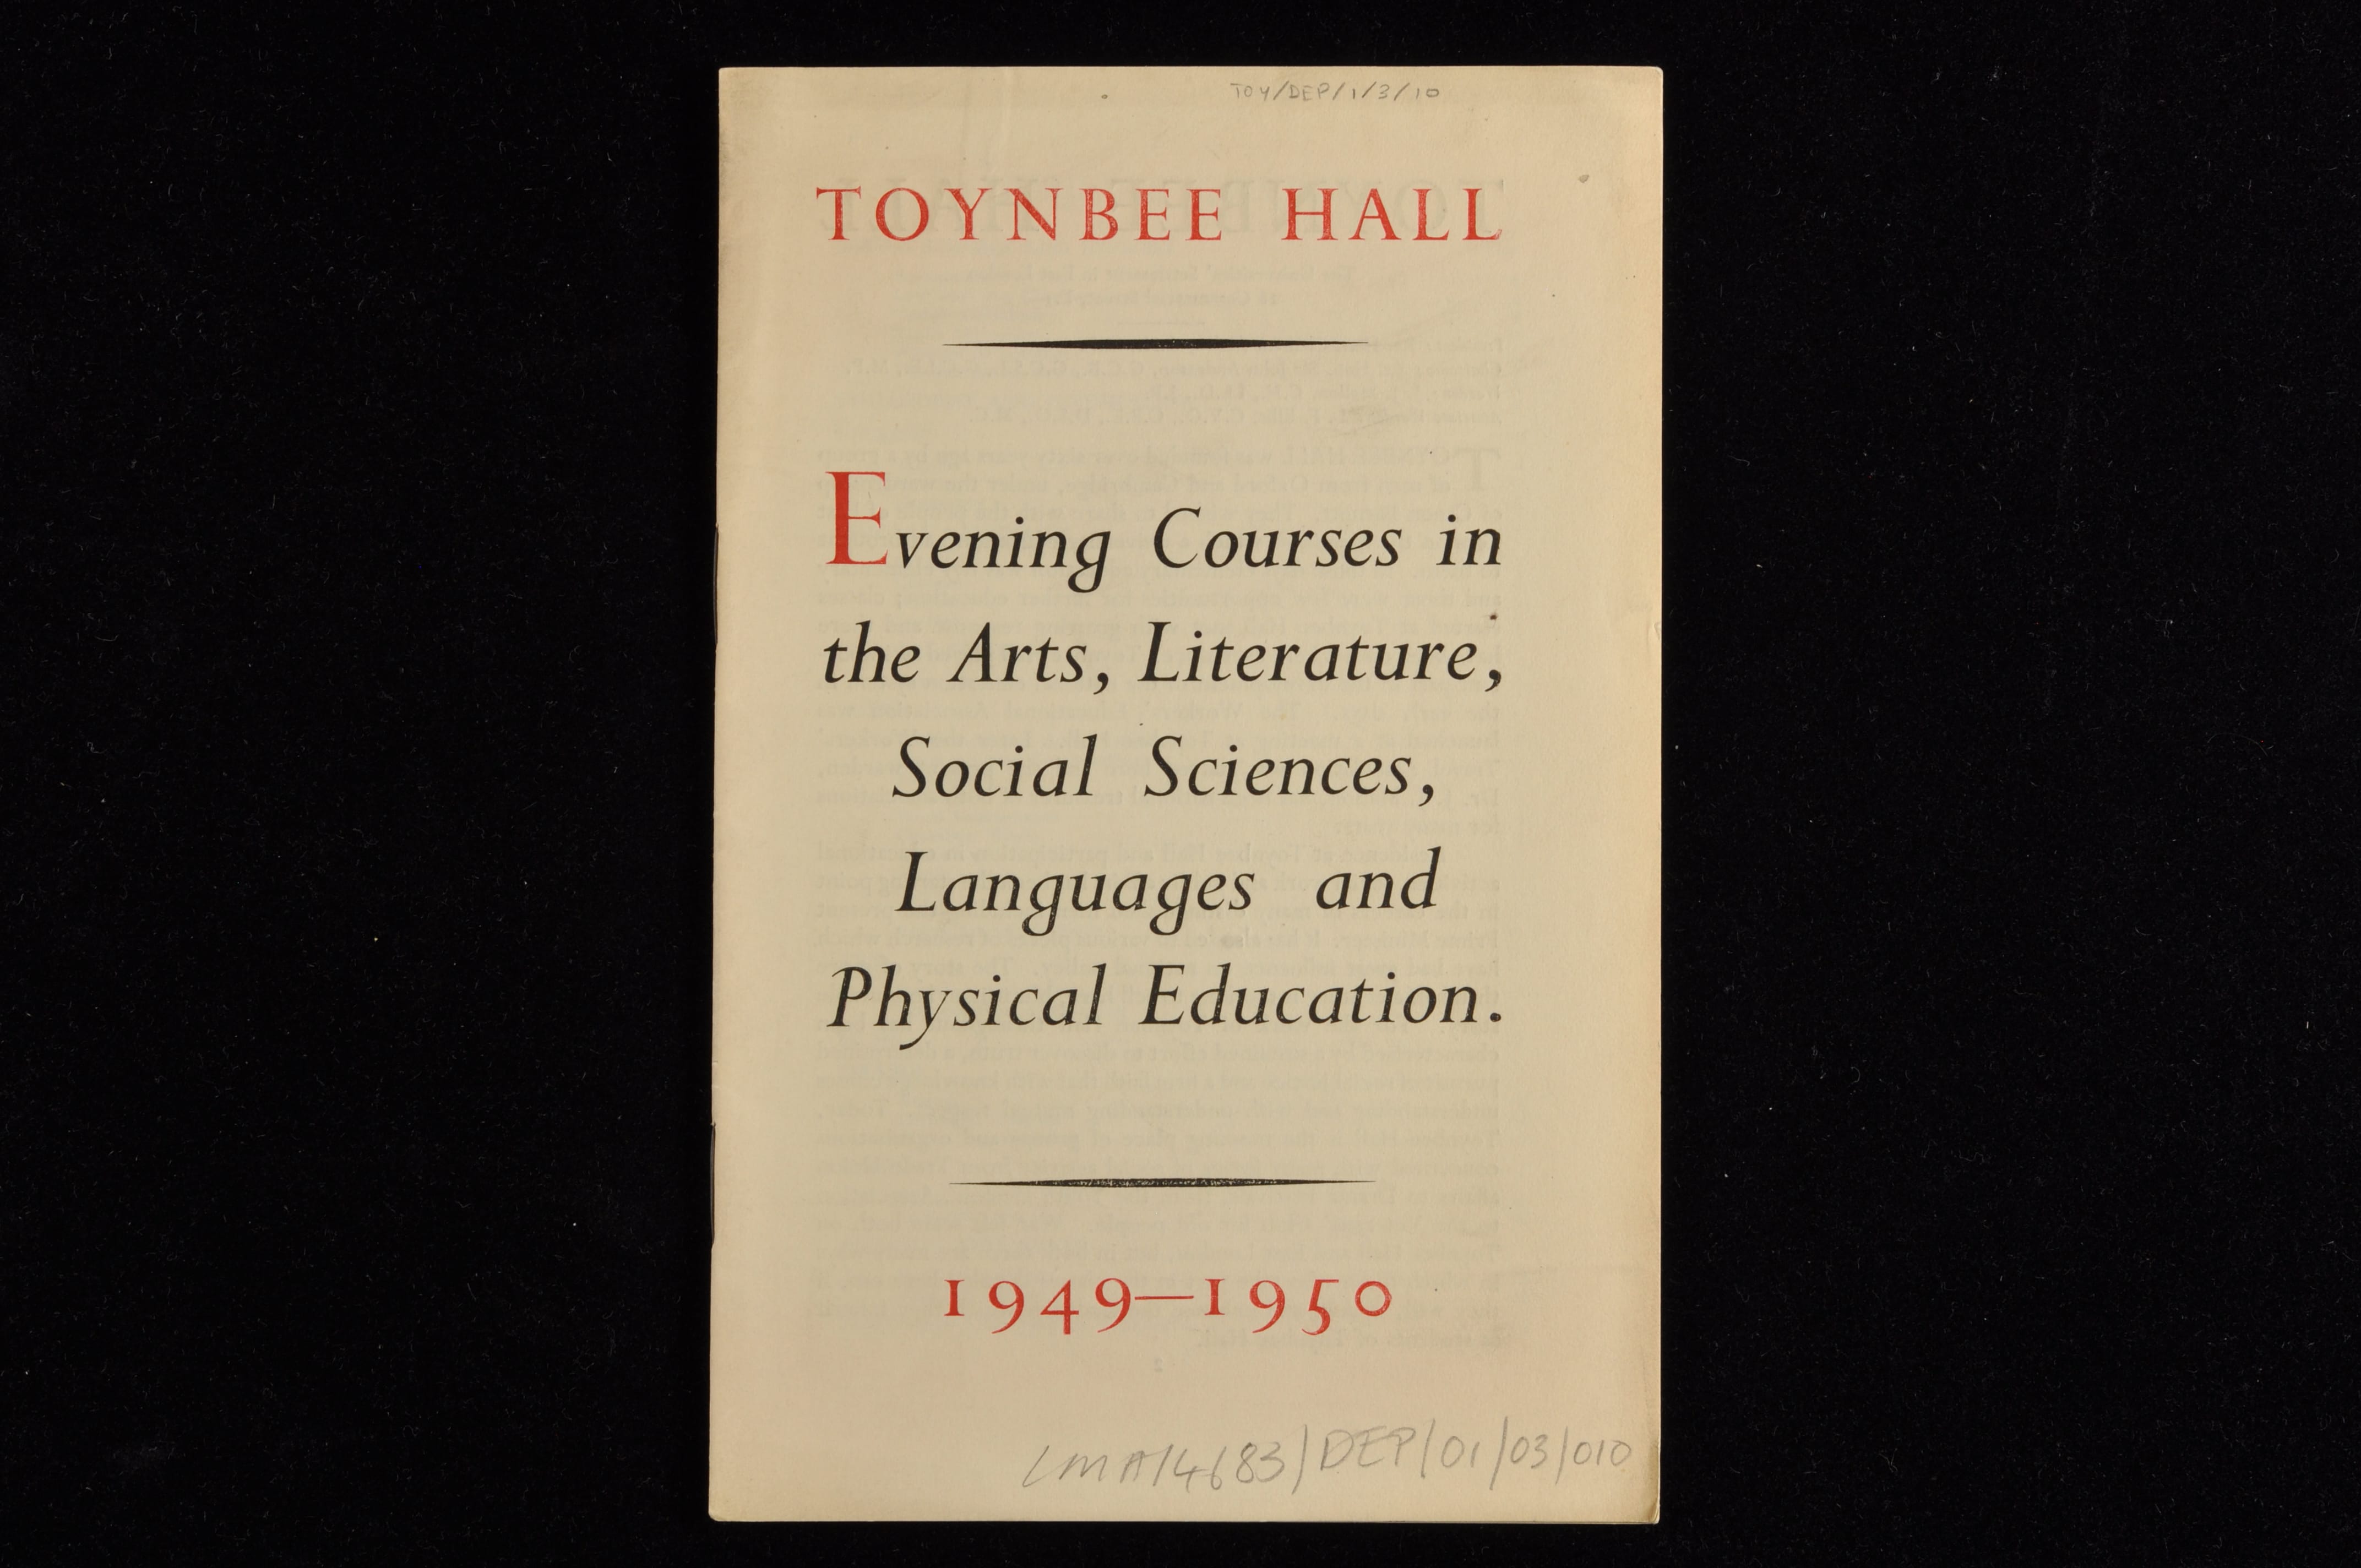 TOY/DEP/1/3/10
TOYNBEE HALL
Evening Courses in
the Arts, Literature,
Social Sciences,
Languages and
Physical Education.
1949—1950
LMA/4683/DEP/01/03/010